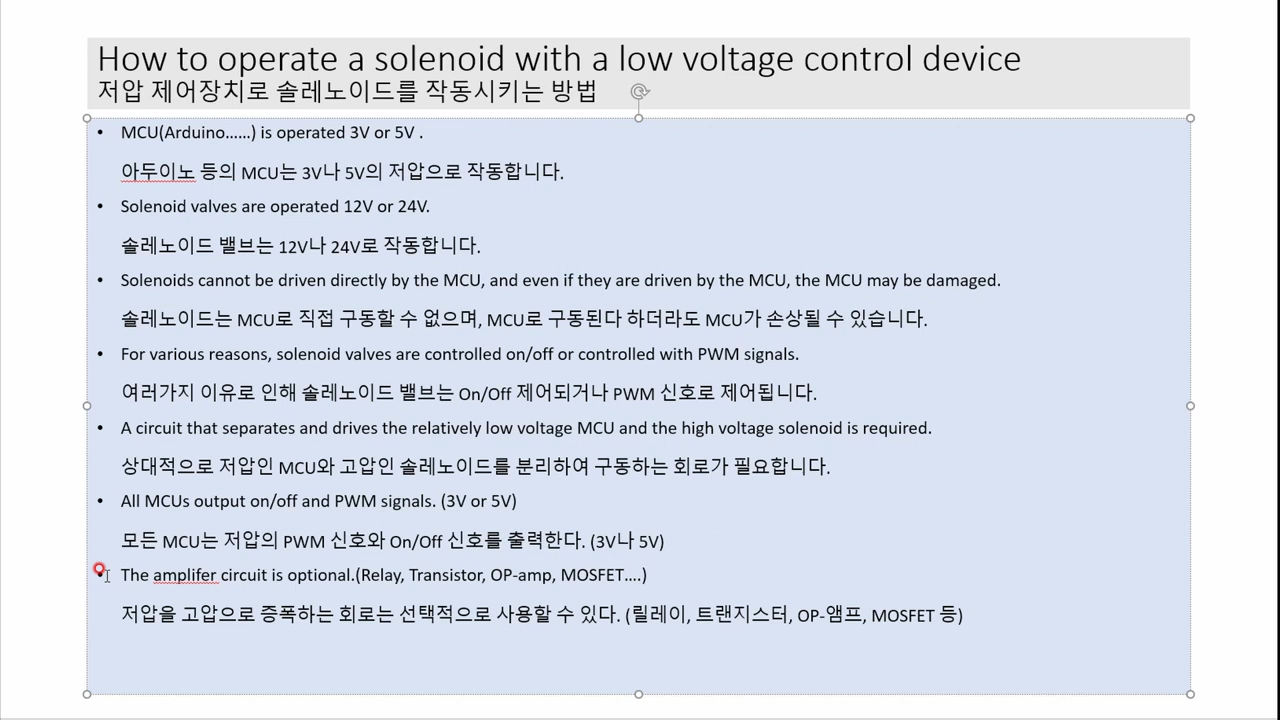 How to operate a solenoid with a low voltage control device
저압 제어장치로 솔레노이드를 작동시키는 방법
• MCU(Arduino......) is operated 3V or 5V .
아두이노 등의 MCU는 3V나 5V의 저압으로 작동합니다.
• Solenoid valves are operated 12V or 24V.
솔레노이드 밸브는 12V나 24V로 작동합니다.
• Solenoids cannot be driven directly by the MCU, and even if they are driven by the MCU, the MCU may be damaged.
솔레노이드는 MCU로 직접 구동할 수 없으며, MCU로 구동된다 하더라도 MCU가 손상될 수 있습니다.
• For various reasons, solenoid valves are controlled on/off or controlled with PWM signals.
여러가지 이유로 인해 솔레노이드 밸브는 On/Off 제어되거나 PWM 신호로 제어됩니다.
• A circuit that separates and drives the relatively low voltage MCU and the high voltage solenoid is required.
상대적으로 저압인 MCU와 고압인 솔레노이드를 분리하여 구동하는 회로가 필요합니다.
• All MCUs output on/off and PWM signals. (3V or 5V)
모든 MCU는 저압의 PWM 신호와 On/Off 신호를 출력한다. (3V나 5V)
• The amplifer circuit is optional.(Relay, Transistor, OP-amp, MOSFET....)
저압을 고압으로 증폭하는 회로는 선택적으로 사용할 수 있다. (릴레이, 트랜지스터, OP-앰프, MOSFET 등)